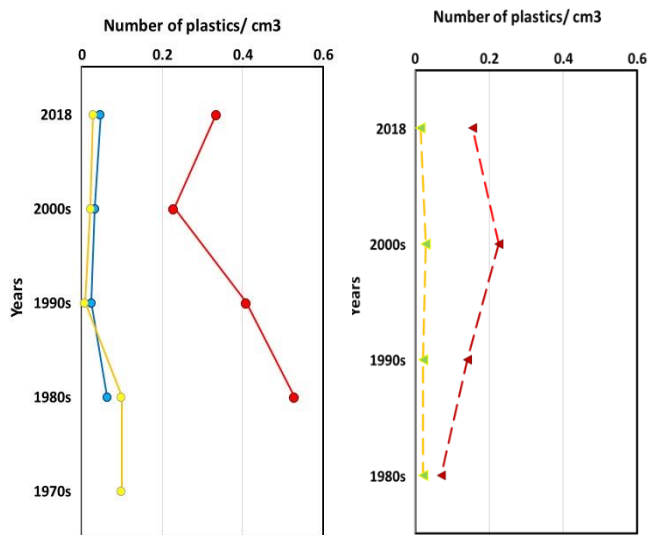 Number of plastics/ cm3
0 0.2 0.4 0.6
2018
2000s
1990s
1980s
1970s
Years
Number of plastics/ cm3
0 0.2 0.4 0.6
2018
2000s
1990s
1980s
Years